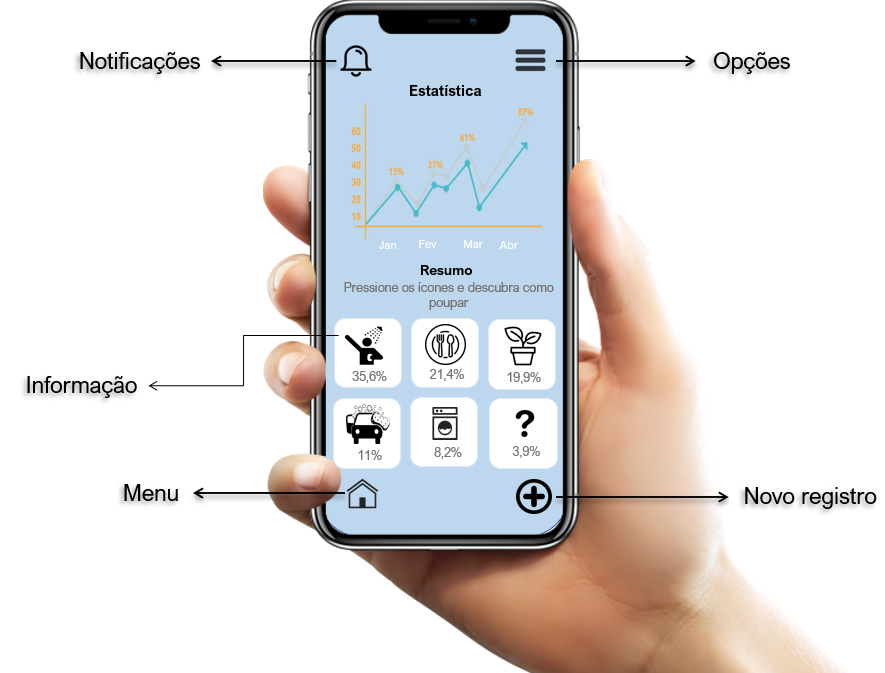 Notificações
Opções
Estatística
87%
60
61%
50
40
27%
13%
30
20
10
Jan Fev Mar Abr
Resumo
Pressione os ícones e descubra como
poupar
35,6% 21,4% 19,9%
Informação
11% 8,2% 3,9%
?
Menu
Novo registro